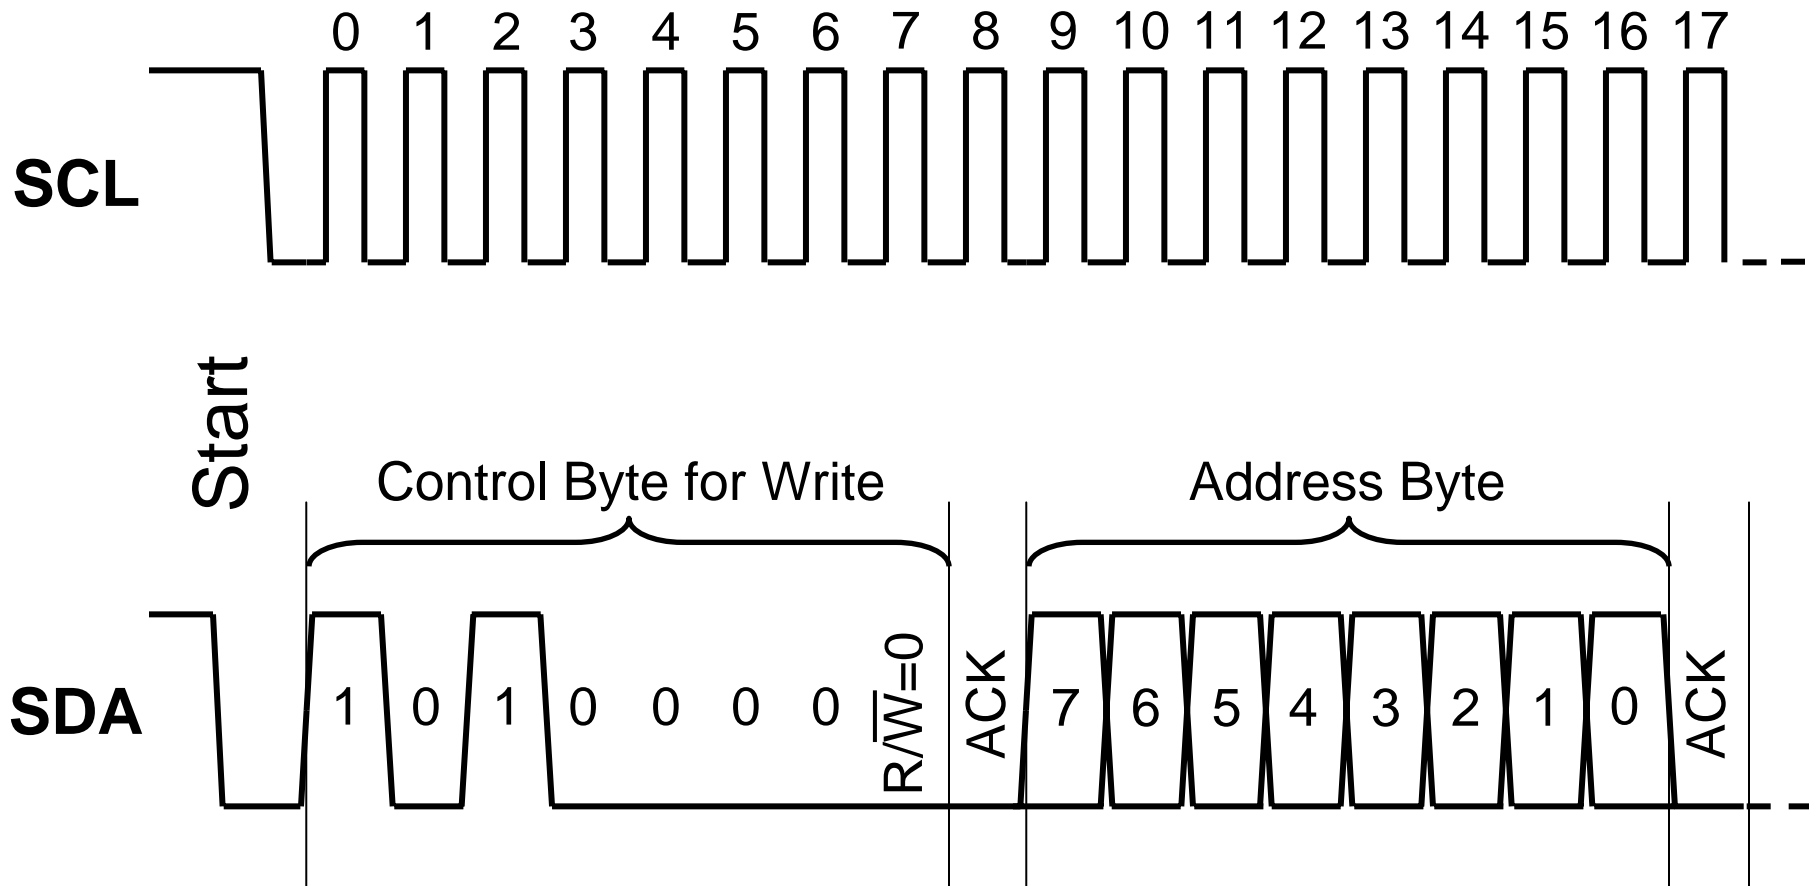 0 1 2 3 4 5 6 7 8 9 10 11 12 13 14 15 16 17
SCL
Start
Control Byte for Write
Address Byte
SDA
1 0 1 0 0 0 0 R/W̅=0 ACK 7 6 5 4 3 2 1 0 ACK